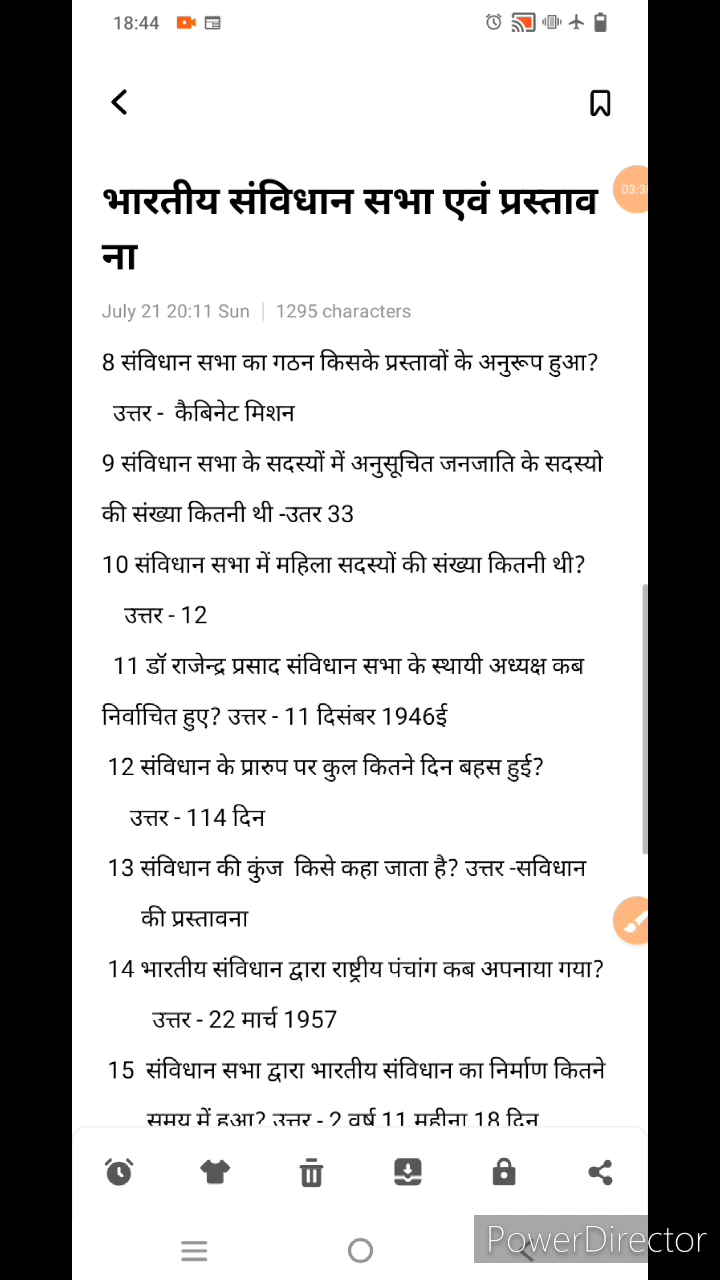 18:44
भारतीय संविधान सभा एवं प्रस्ताव
ना
03:3
July 21 20:11 Sun | 1295 characters
8 संविधान सभा का गठन किसके प्रस्तावों के अनुरूप हुआ?
उत्तर - कैबिनेट मिशन
9 संविधान सभा के सदस्यों में अनुसूचित जनजाति के सदस्यो
की संख्या कितनी थी -उतर 33
10 संविधान सभा में महिला सदस्यों की संख्या कितनी थी?
उत्तर - 12
11 डॉ राजेन्द्र प्रसाद संविधान सभा के स्थायी अध्यक्ष कब
निर्वाचित हुए? उत्तर - 11 दिसंबर 1946ई
12 संविधान के प्रारुप पर कुल कितने दिन बहस हुई?
उत्तर - 114 दिन
13 संविधान की कुंज किसे कहा जाता है? उत्तर -सविधान
की प्रस्तावना
14 भारतीय संविधान द्वारा राष्ट्रीय पंचांग कब अपनाया गया?
उत्तर - 22 मार्च 1957
15 संविधान सभा द्वारा भारतीय संविधान का निर्माण कितने
समय में हुआ? उत्तर - 2 वर्ष 11 महीना 18 दिन
PowerDirector